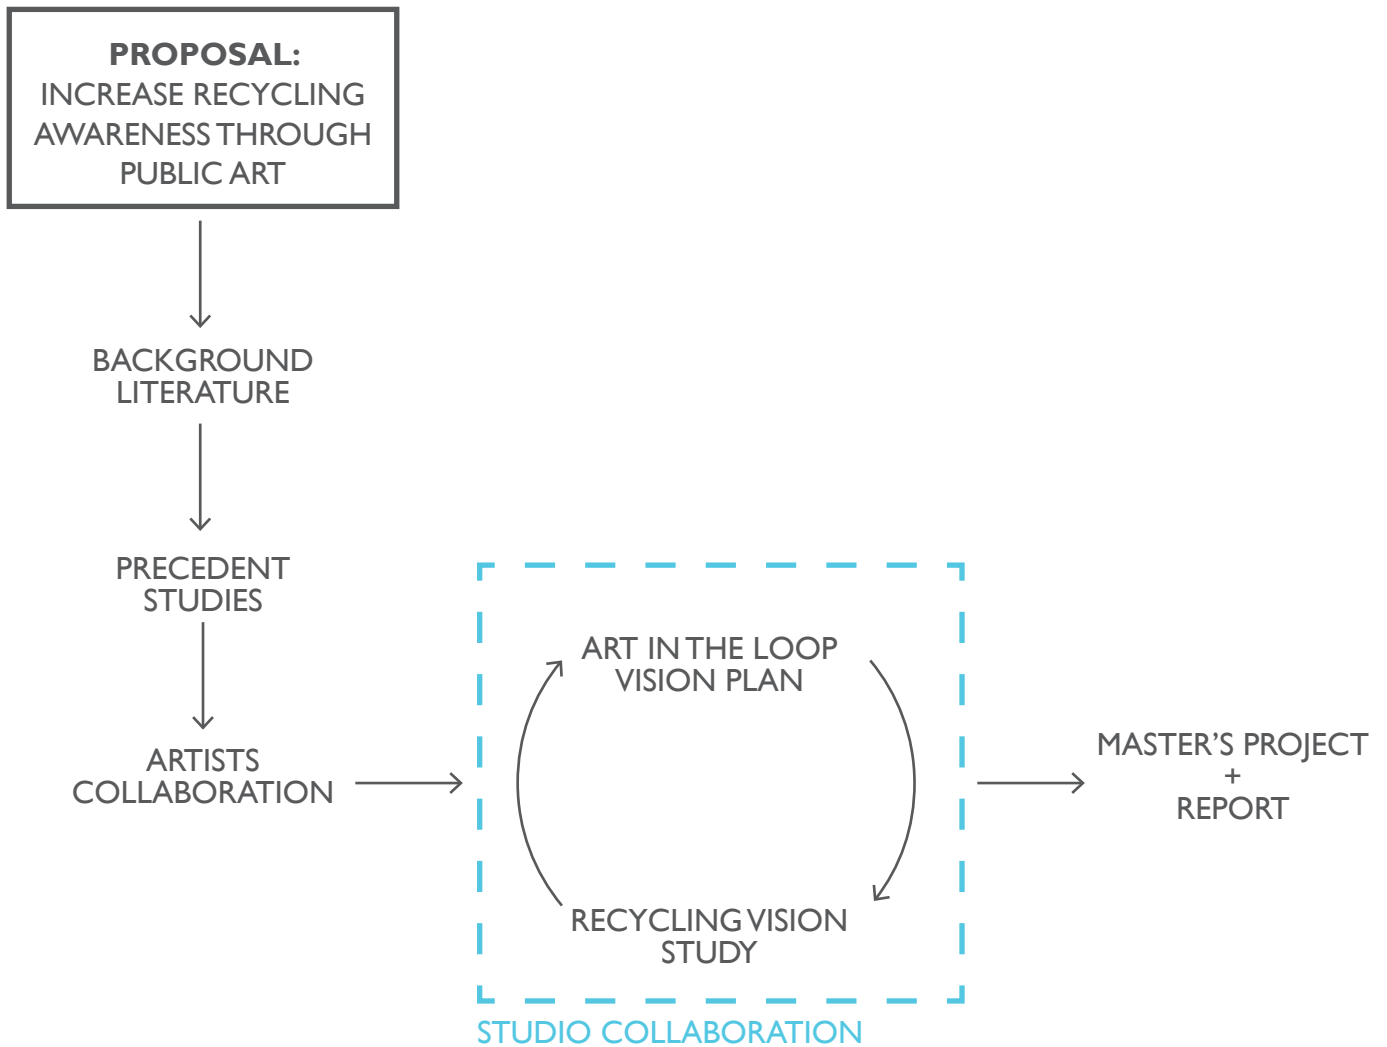 PROPOSAL:
INCREASE RECYCLING
AWARENESS THROUGH
PUBLIC ART
BACKGROUND
LITERATURE
PRECEDENT
STUDIES
ARTISTS
COLLABORATION
ART IN THE LOOP
VISION PLAN
RECYCLING VISION
STUDY
STUDIO COLLABORATION
MASTER’S PROJECT
+
REPORT